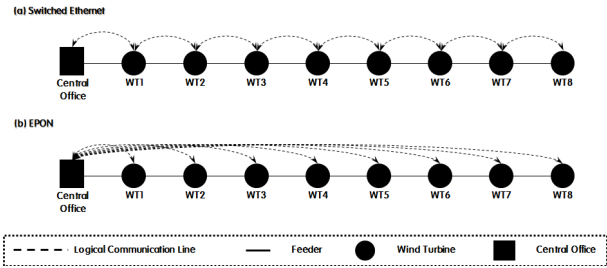 (a) Switched Ethernet
Central
Office
WT1 WT2 WT3 WT4 WT5 WT6 WT7 WT8
(b) EPON
Central
Office
WT1 WT2 WT3 WT4 WT5 WT6 WT7 WT8
Logical Communication Line Feeder Wind Turbine Central Office